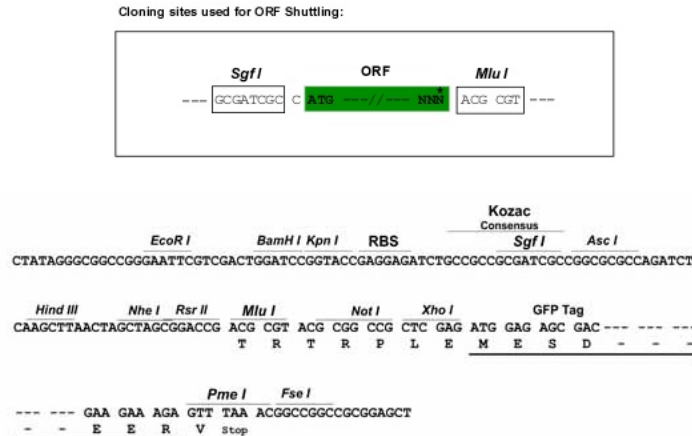 Cloning sites used for ORF Shuttling:
Sgf I ORF Mlu I
--- GCGATCGC C ATG ---//--- NNN* ACG CGT ---
Kozac
Consensus
EcoR I BamH I Kpn I RBS Sgf I Asc I
CTATAGGGCGGCCGGGAATTCGTCGACTGGATCCGGTACCGAGGAGATCTGCCGCCGCGATCGCCGGCGCGCCAGATCT
Hind III Nhe I Rsr II Mlu I Not I Xho I GFP Tag
CAAGCTTAACTAGCTAGCGGACCG ACG CGT ACG CGG CCG CTC GAG ATG GAG AGC GAC--- --- ---
T R T R P L E M E S D - - -
Pme I Fse I
--- --- GAA GAA AGA GTT TAA ACGGCCGGCCGCGGAGCT
- - E E R V Stop